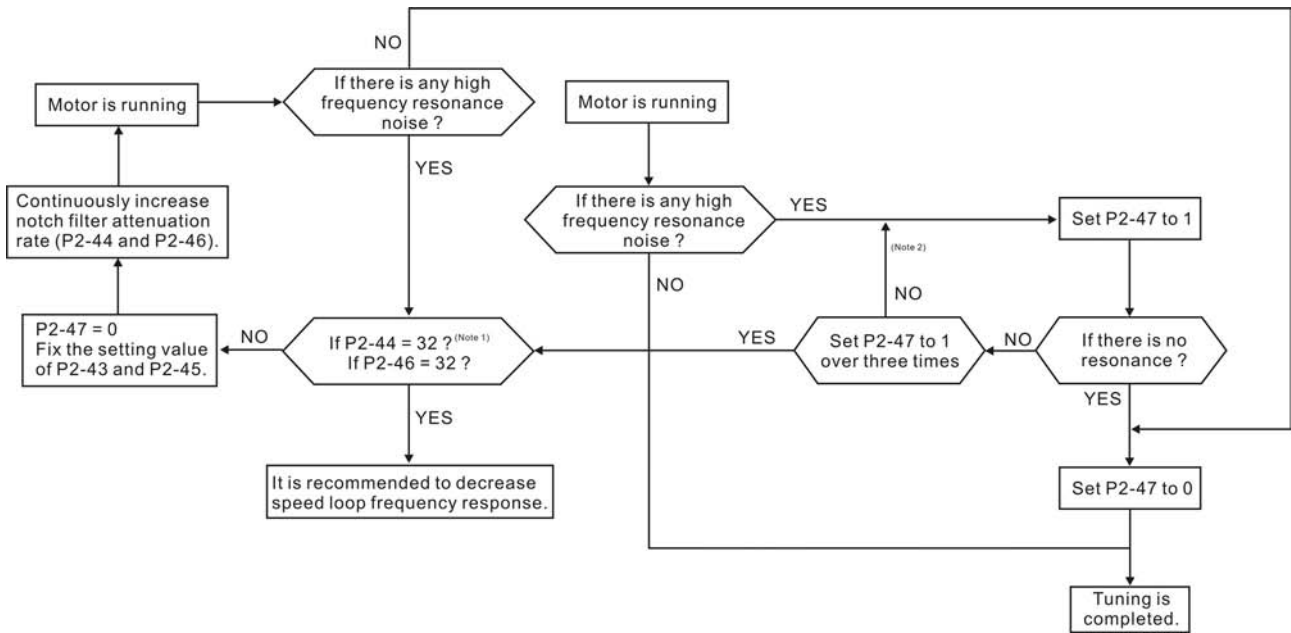 NO
If there is any high
frequency resonance
noise ?
Motor is running
YES
Continuously increase
notch filter attenuation
rate (P2-44 and P2-46).
P2-47 = 0
Fix the setting value
of P2-43 and P2-45.
NO
If P2-44 = 32 ? (Note 1)
If P2-46 = 32 ?
YES
It is recommended to decrease
speed loop frequency response.
Motor is running
If there is any high
frequency resonance
noise ?
YES
NO
Set P2-47 to 1
(Note 2)
NO
YES
Set P2-47 to 1
over three times
NO
If there is no
resonance ?
YES
Set P2-47 to 0
Tuning is
completed.